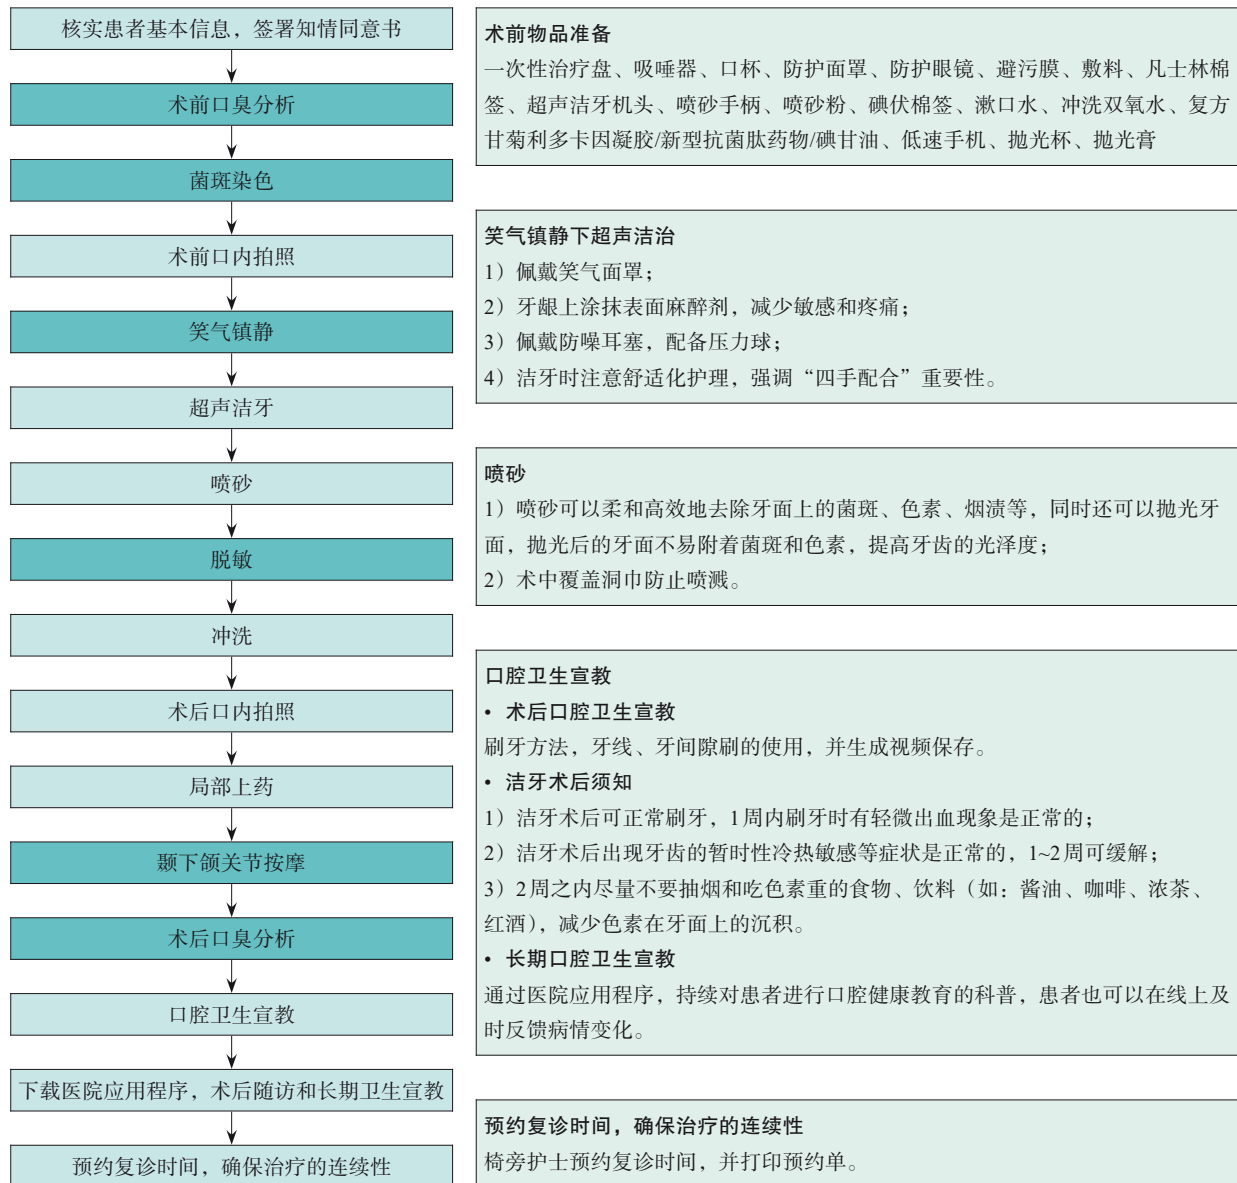 核实患者基本信息，签署知情同意书
术前口臭分析
菌斑染色
术前口内拍照
笑气镇静
超声洁牙
喷砂
脱敏
冲洗
术后口内拍照
局部上药
颞下颌关节按摩
术后口臭分析
口腔卫生宣教
下载医院应用程序，术后随访和长期卫生宣教
预约复诊时间，确保治疗的连续性
术前物品准备
一次性治疗盘、吸唾器、口杯、防护面罩、防护眼镜、避污膜、敷料、凡士林棉
签、超声洁牙机头、喷砂手柄、喷砂粉、碘伏棉签、漱口水、冲洗双氧水、复方
甘菊利多卡因凝胶/新型抗菌肽药物/碘甘油、低速手机、抛光杯、抛光膏
笑气镇静下超声洁治
1）佩戴笑气面罩；
2）牙龈上涂抹表面麻醉剂，减少敏感和疼痛；
3）佩戴防噪耳塞，配备压力球；
4）洁牙时注意舒适化护理，强调“四手配合”重要性。
喷砂
1）喷砂可以柔和高效地去除牙面上的菌斑、色素、烟渍等，同时还可以抛光牙
面，抛光后的牙面不易附着菌斑和色素，提高牙齿的光泽度；
2）术中覆盖洞巾防止喷溅。
口腔卫生宣教
• 术后口腔卫生宣教
刷牙方法，牙线、牙间隙刷的使用，并生成视频保存。
• 洁牙术后须知
1）洁牙术后可正常刷牙，1周内刷牙时有轻微出血现象是正常的；
2）洁牙术后出现牙齿的暂时性冷热敏感等症状是正常的，1~2周可缓解；
3）2周之内尽量不要抽烟和吃色素重的食物、饮料（如：酱油、咖啡、浓茶、
红酒），减少色素在牙面上的沉积。
• 长期口腔卫生宣教
通过医院应用程序，持续对患者进行口腔健康教育的科普，患者也可以在线上及
时反馈病情变化。
预约复诊时间，确保治疗的连续性
椅旁护士预约复诊时间，并打印预约单。